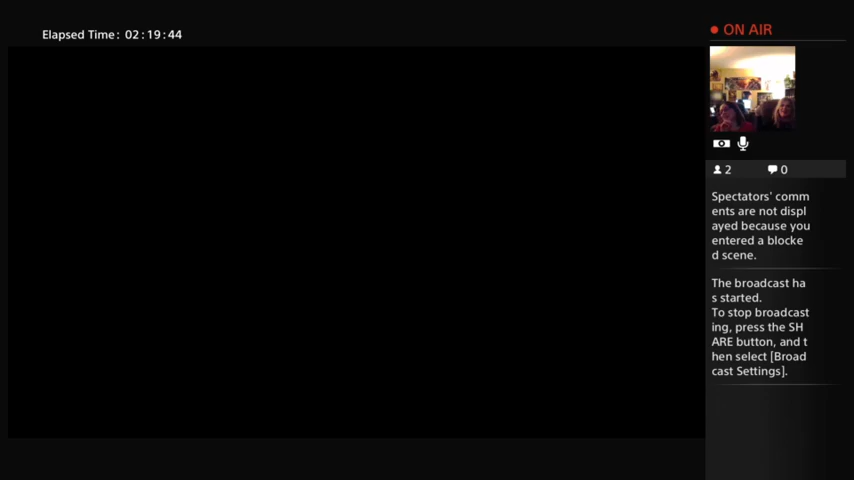 Elapsed Time: 02:19:44
ON AIR
2 0
Spectators' comm
ents are not displ
ayed because you
entered a blocke
d scene.
The broadcast ha
s started.
To stop broadcast
ing, press the SH
ARE button, and t
hen select [Broad
cast Settings].